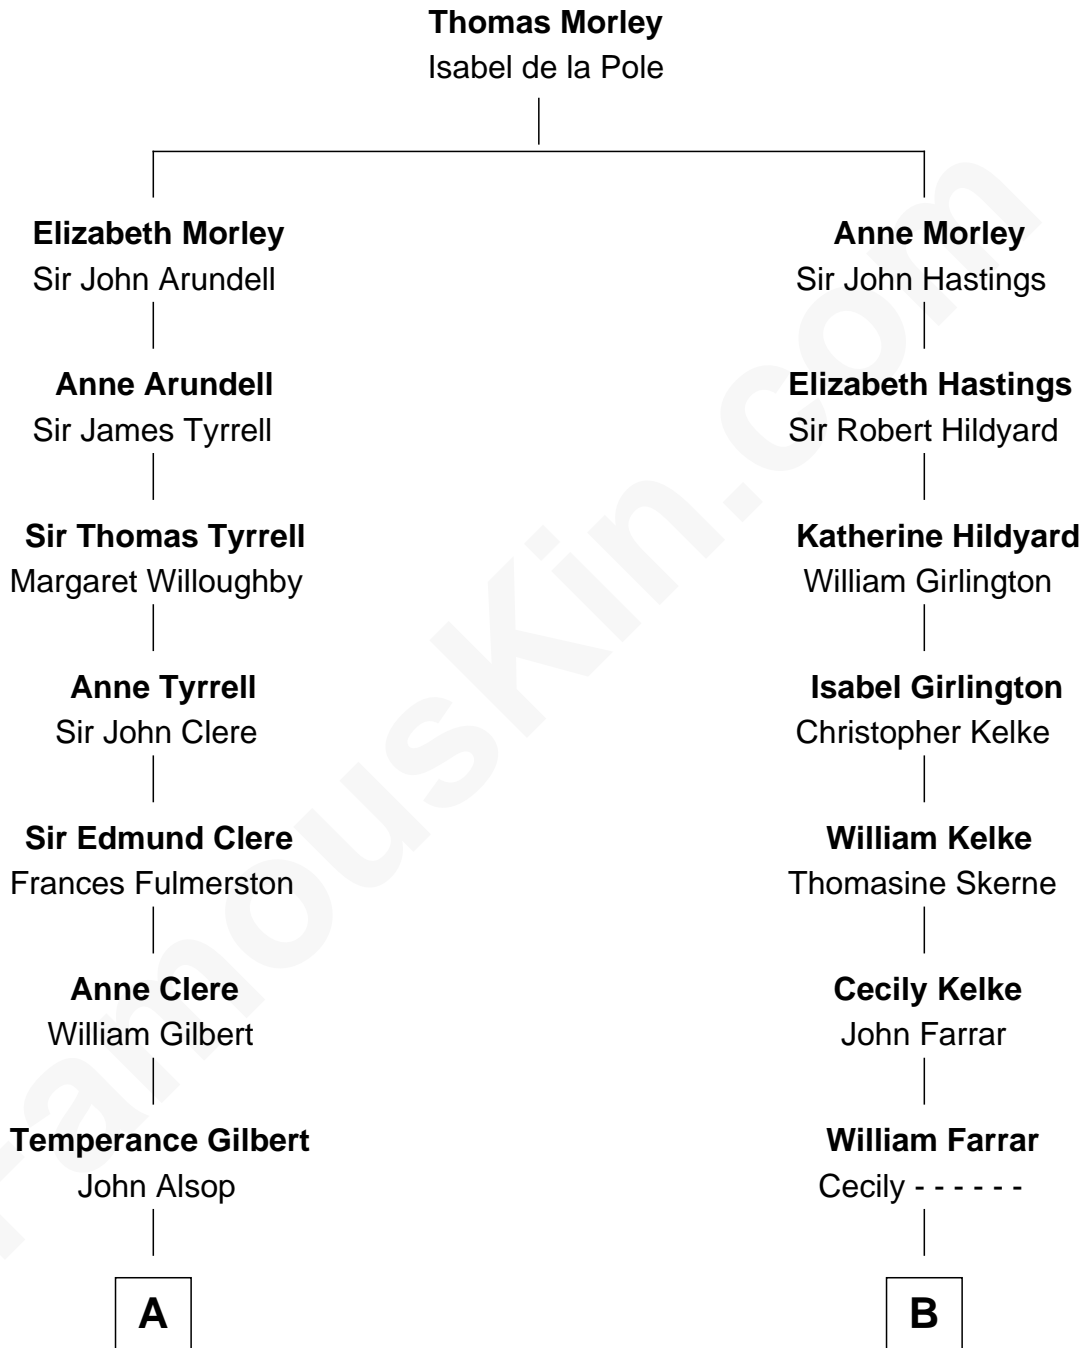 Thomas Morley
Isabel de la Pole
Elizabeth Morley
Sir John Arundell
Anne Morley
Sir John Hastings
Anne Arundell
Sir James Tyrrell
Elizabeth Hastings
Sir Robert Hildyard
Sir Thomas Tyrrell
Margaret Willoughby
Katherine Hildyard
William Girlington
Anne Tyrrell
Sir John Clere
Isabel Girlington
Christopher Kelke
Sir Edmund Clere
Frances Fulmerston
William Kelke
Thomasine Skerne
Anne Clere
William Gilbert
Cecily Kelke
John Farrar
Temperance Gilbert
John Alsop
William Farrar
Cecily - - - - - -
A
B
FamousKin.com